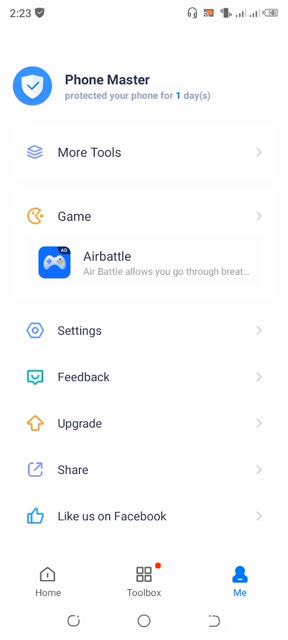 2:23
Phone Master
protected your phone for 1 day(s)
More Tools
Game
AD
Airbattle
Air Battle allows you go through breat...
Settings
Feedback
Upgrade
Share
Like us on Facebook
Home Toolbox Me